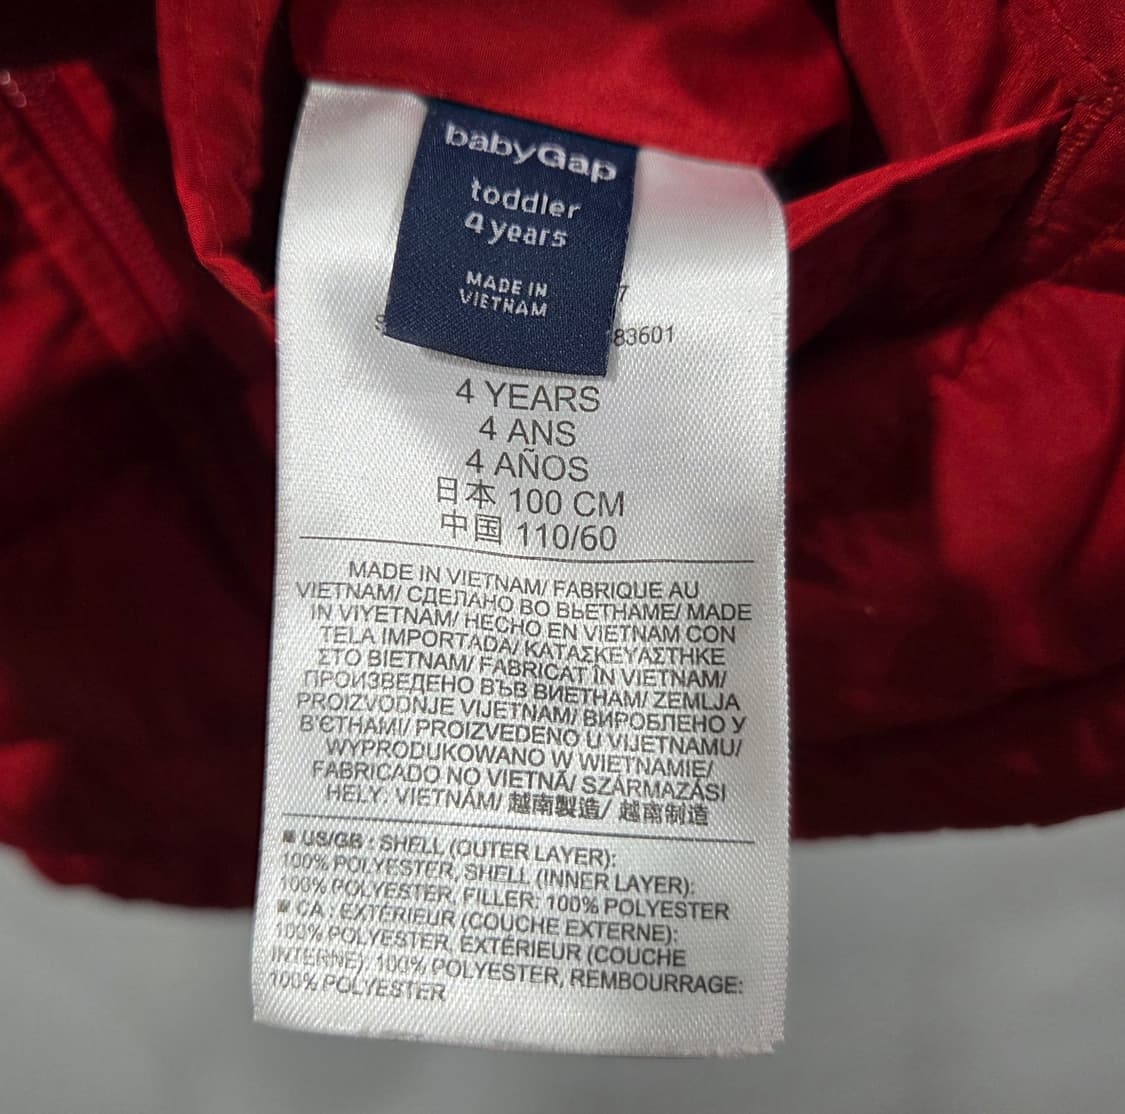 babyGap
toddler
4 years
MADE IN
VIETNAM
7
83601
4 YEARS
4 ANS
4 AÑOS
日本 100 CM
中国 110/60
MADE IN VIETNAM/ FABRIQUE AU
VIETNAM/ СДЕЛАНО ВО ВЬЕТНАМЕ/ MADE
IN VIYETNAM/ HECHO EN VIETNAM CON
TELA IMPORTADA/ ΚΑΤΑΣΚΕΥΑΣΤΗΚΕ
ΣΤΟ ΒΙΕΤΝΑΜ/ FABRICAT ÎN VIETNAM/
ПРОИЗВЕДЕНО ВЪВ ВИЕТНАМ/ ZEMLJA
PROIZVODNJE VIJETNAM/ ВИРОБЛЕНО У
В'ЄТНАМІ/ PROIZVEDENO U VIJETNAMU/
WYPRODUKOWANO W WIETNAMIE/
FABRICADO NO VIETNÃ/ SZÁRMAZÁSI
HELY: VIETNÁM/ 越南製造/ 越南制造
US/GB : SHELL (OUTER LAYER):
100% POLYESTER, SHELL (INNER LAYER):
100% POLYESTER, FILLER: 100% POLYESTER
CA : EXTÉRIEUR (COUCHE EXTERNE):
100% POLYESTER, EXTÉRIEUR (COUCHE
INTERNE): 100% POLYESTER, REMBOURRAGE:
100% POLYESTER